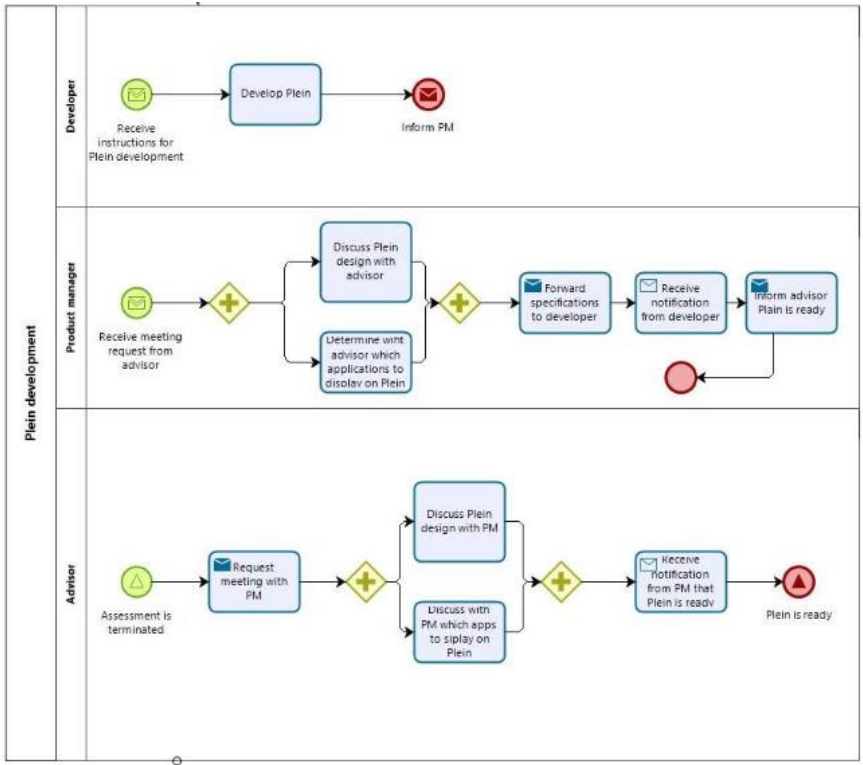 Plein development
Developer
Receive
instructions for
Plein development
Develop Plein
Inform PM
Product manager
Receive meeting
request from
advisor
Discuss Plein
design with
advisor
Determine wiht
advisor which
applications to
display on Plein
Forward
specifications
to developer
Receive
notification
from developer
Inform advisor
Plain is ready
Advisor
Assessment is
terminated
Request
meeting with
PM
Discuss Plein
design with PM
Discuss with
PM which apps
to siplay on
Plein
Receive
notification
from PM that
Plein is ready
Plein is ready